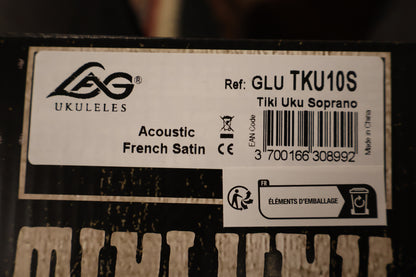 LAG®
UKULELES
Ref: GLU TKU10S
Tiki Uku Soprano
Acoustic
French Satin CE
EAN Code
3 700166 308992
Made in China
FR
ÉLÉMENTS D'EMBALLAGE